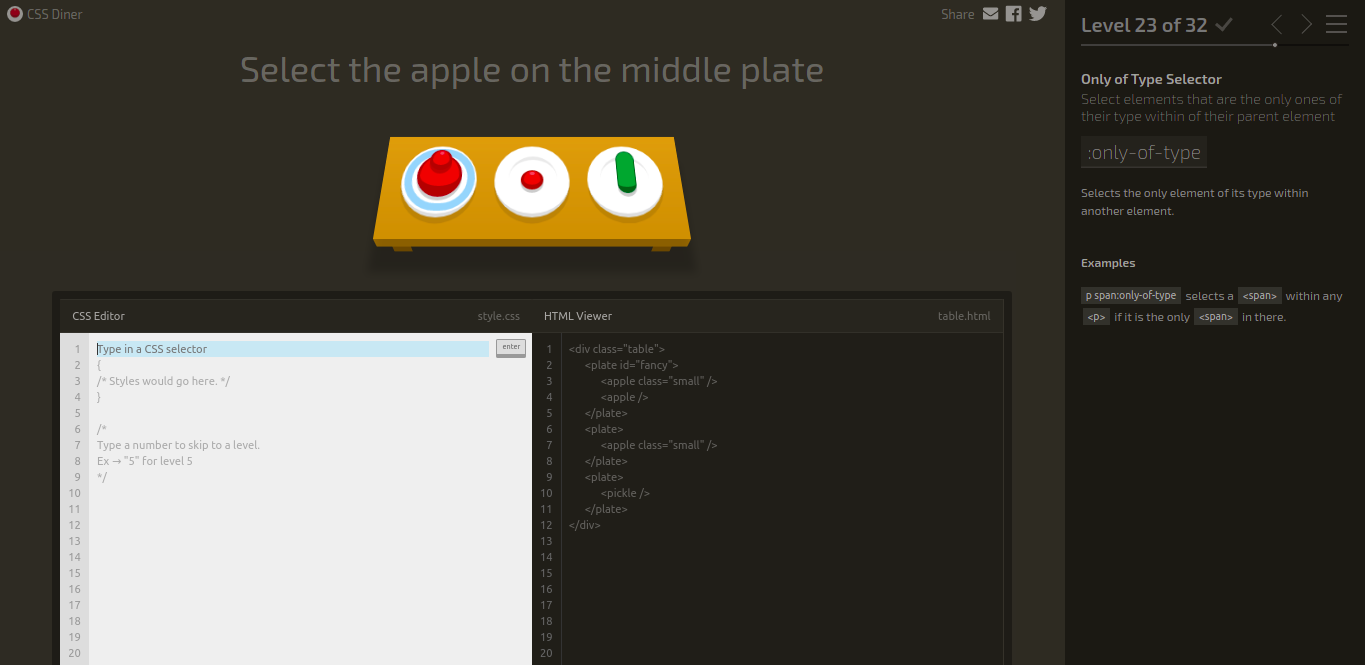 CSS Diner
Share
Select the apple on the middle plate
CSS Editor
style.css
1 Type in a CSS selector
enter
2 {
3 /* Styles would go here. */
4 }
5
6 /*
7 Type a number to skip to a level.
8 Ex → "5" for level 5
9 */
10
11
12
13
14
15
16
17
18
19
20
HTML Viewer
table.html
1 <div class="table">
2 <plate id="fancy">
3 <apple class="small" />
4 <apple />
5 </plate>
6 <plate>
7 <apple class="small" />
8 </plate>
9 <plate>
10 <pickle />
11 </plate>
12 </div>
13
14
15
16
17
18
19
20
Level 23 of 32
Only of Type Selector
Select elements that are the only ones of
their type within of their parent element
:only-of-type
Selects the only element of its type within
another element.
Examples
p span:only-of-type selects a <span> within any
<p> if it is the only <span> in there.